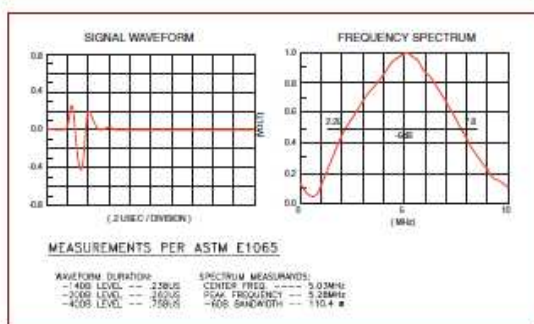 SIGNAL WAVEFORM
0.8
0.4
0.0
-0.4
-0.8
(.2 USEC / DIVISION)
FREQUENCY SPECTRUM
1.0
0.8
0.6
0.4
0.2
0.0
-6dB
7.8
0
5
10
(MHz)
MEASUREMENTS PER ASTM E1065
WAVEFORM DURATION:
-14DB LEVEL -- .238US
-20DB LEVEL -- .262US
-40DB LEVEL -- .758US
SPECTRUM MEASURANDS:
CENTER FREQ. ---- 5.03MHz
PEAK FREQUENCY -- 5.28MHz
-6DB BANDWIDTH -- 110.4